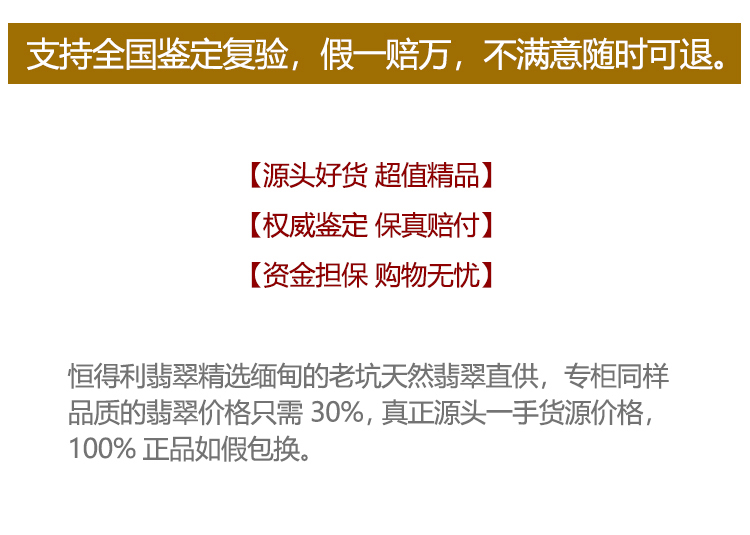 支持全国鉴定复验，假一赔万，不满意随时可退。
【源头好货 超值精品】
【权威鉴定 保真赔付】
【资金担保 购物无忧】
恒得利翡翠精选缅甸的老坑天然翡翠直供，专柜同样
品质的翡翠价格只需 30%，真正源头一手货源价格，
100% 正品如假包换。